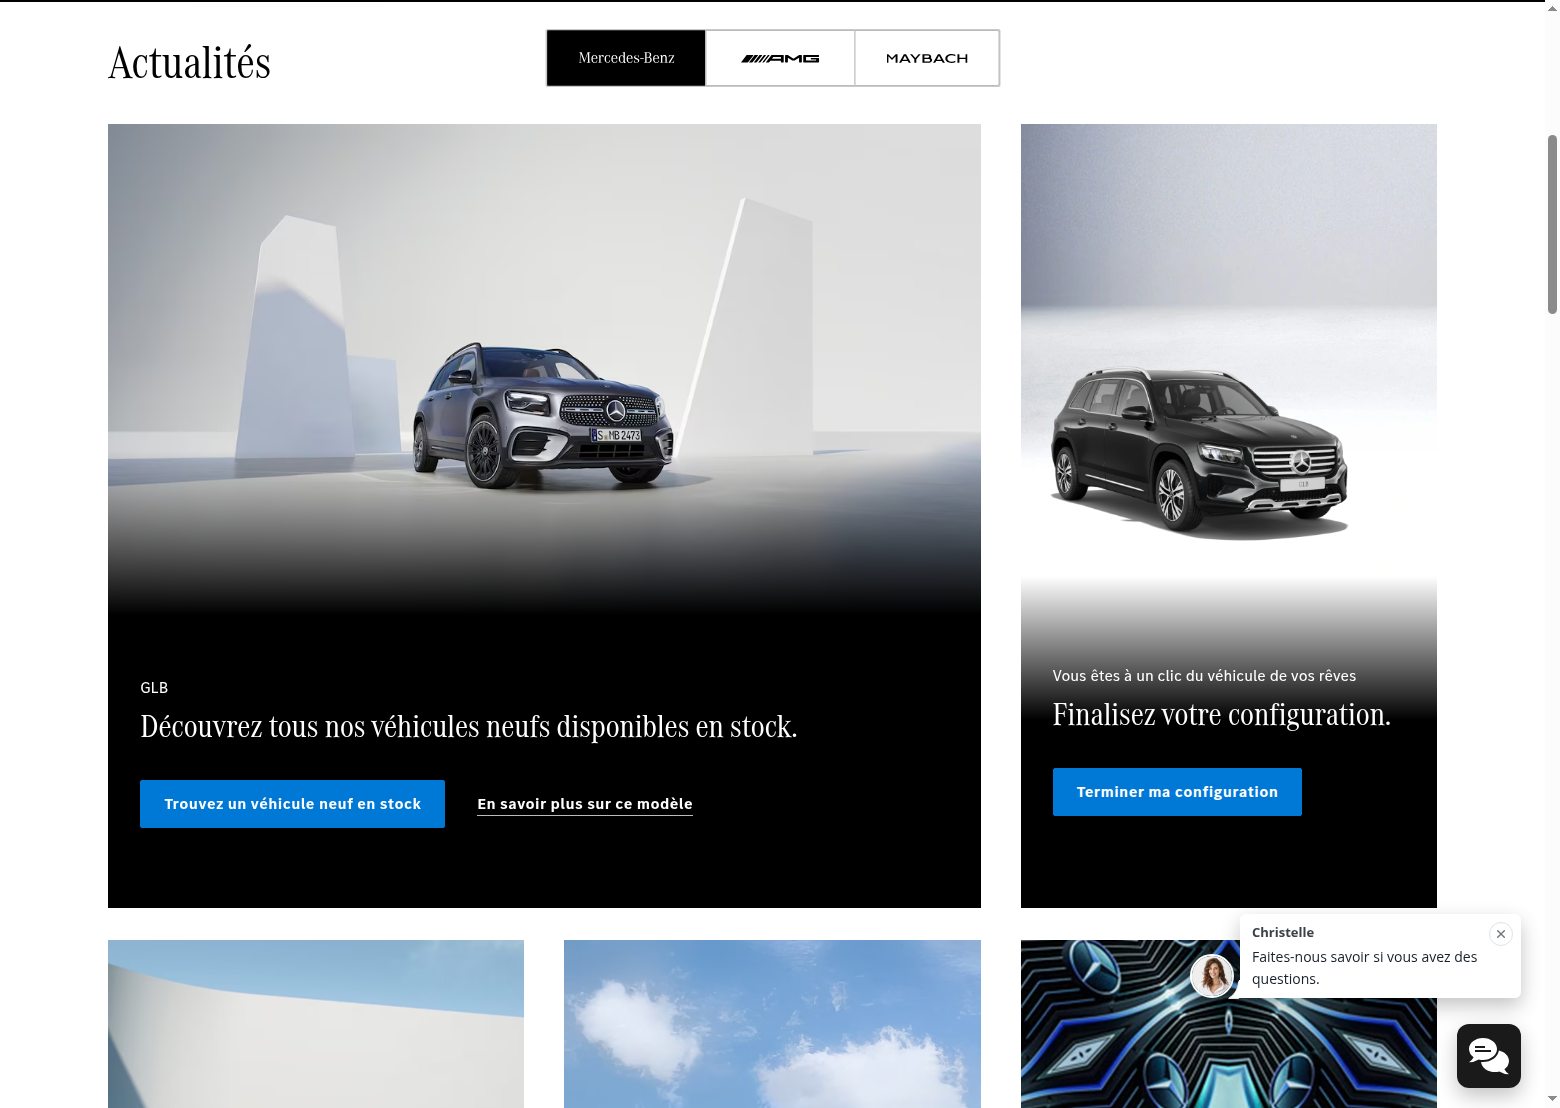 Actualités
Mercedes-Benz
AMG
MAYBACH
S MB 2473
GLB
GLB
Découvrez tous nos véhicules neufs disponibles en stock.
Trouvez un véhicule neuf en stock
En savoir plus sur ce modèle
Vous êtes à un clic du véhicule de vos rêves
Finalisez votre configuration.
Terminer ma configuration
Christelle
Faites-nous savoir si vous avez des
questions.